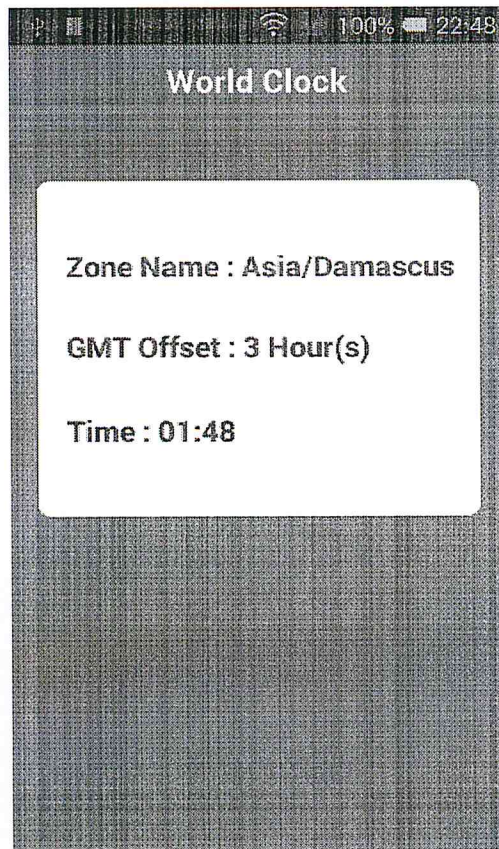 100% 22:48
World Clock
Zone Name : Asia/Damascus
GMT Offset : 3 Hour(s)
Time : 01:48